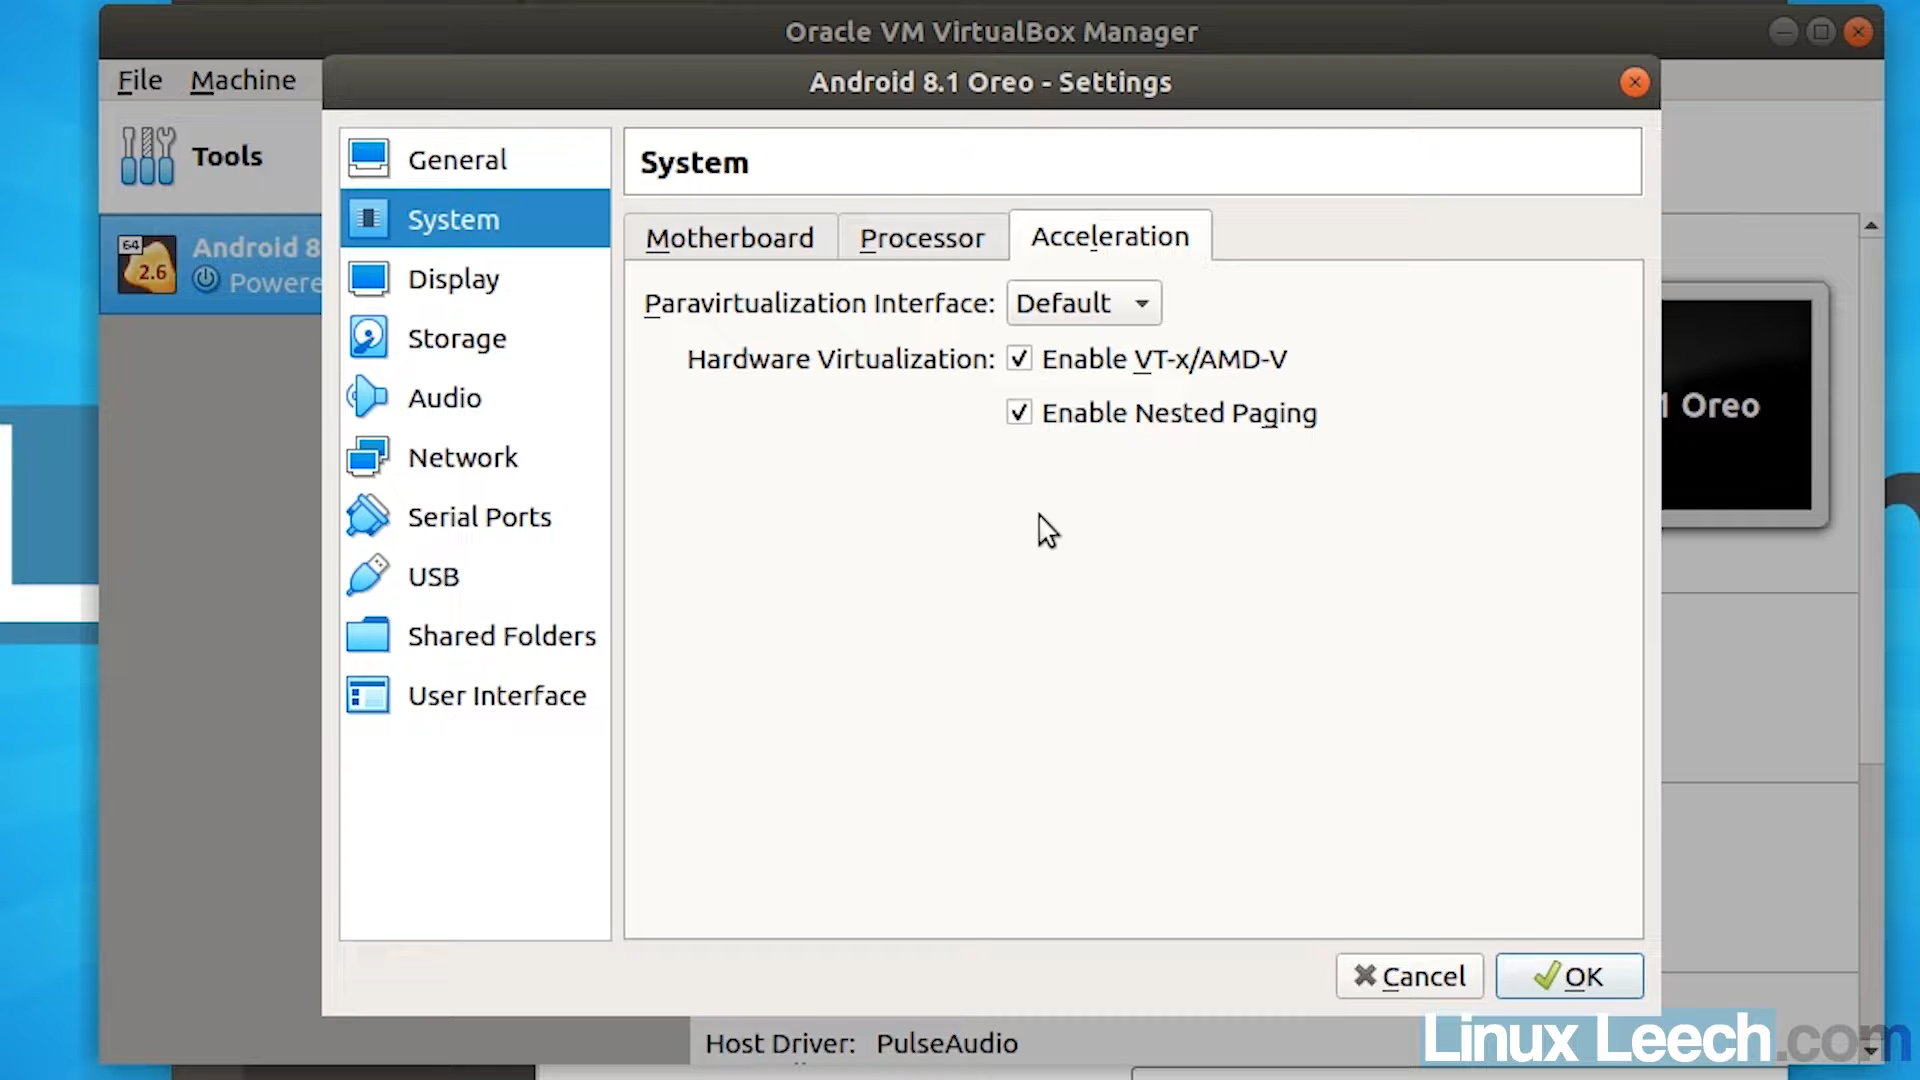 Oracle VM VirtualBox Manager
File Machine
Android 8.1 Oreo - Settings
Tools
64
2.6
Android 8
Powere
General
System
Display
Storage
Audio
Network
Serial Ports
USB
Shared Folders
User Interface
System
Motherboard Processor Acceleration
Paravirtualization Interface: Default
Hardware Virtualization: Enable VT-x/AMD-V
Enable Nested Paging
1 Oreo
Cancel OK
Host Driver: PulseAudio
Linux Leech.com